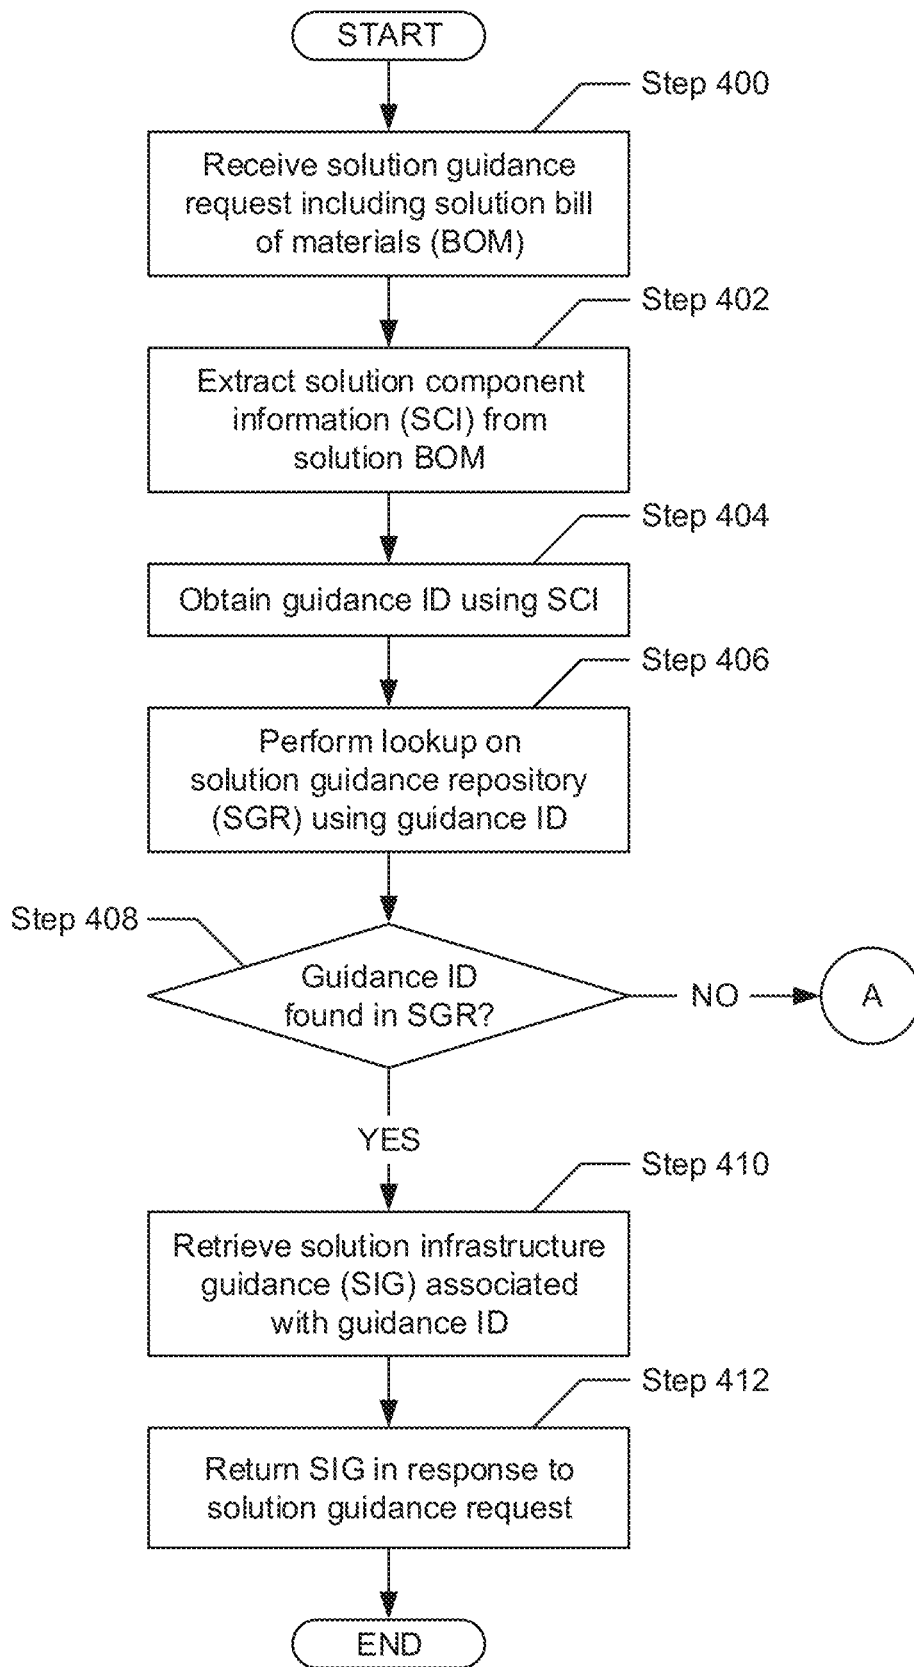 START
Step 400
Receive solution guidance
request including solution bill
of materials (BOM)
Step 402
Extract solution component
information (SCI) from
solution BOM
Step 404
Obtain guidance ID using SCI
Step 406
Perform lookup on
solution guidance repository
(SGR) using guidance ID
Step 408
Guidance ID
found in SGR?
NO
A
YES
Step 410
Retrieve solution infrastructure
guidance (SIG) associated
with guidance ID
Step 412
Return SIG in response to
solution guidance request
END